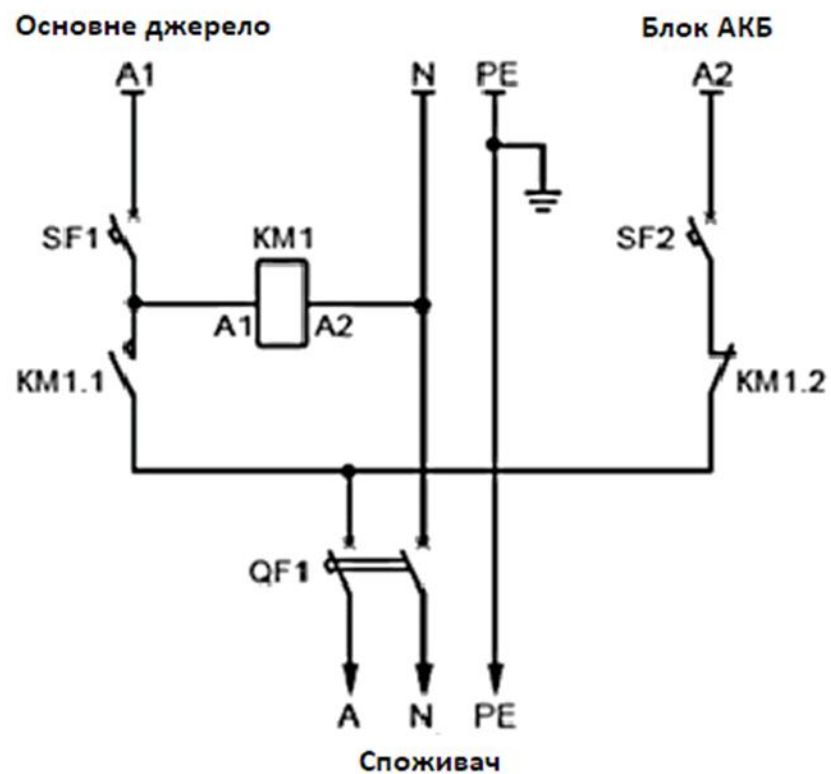 Основне джерело
Блок АКБ
A1
N
PE
A2
SF1
KM1
SF2
A1
A2
KM1.1
KM1.2
QF1
A
N
PE
Споживач